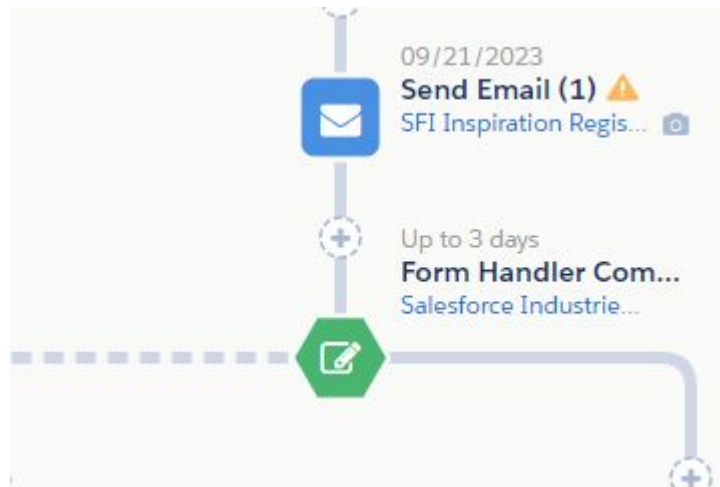 09/21/2023
Send Email (1)
SFI Inspiration Regis...
Up to 3 days
Form Handler Com...
Salesforce Industrie...